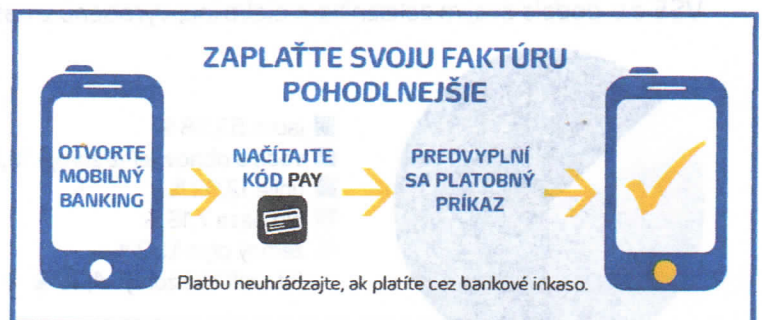 ZAPLAŤTE SVOJU FAKTÚRU
POHODLNEJŠIE
OTVORTE
MOBILNÝ
BANKING
NAČÍTAJTE
KÓD PAY
PREDVYPLNÍ
SA PLATOBNÝ
PRÍKAZ
Platbu neuhrádzajte, ak platíte cez bankové inkaso.